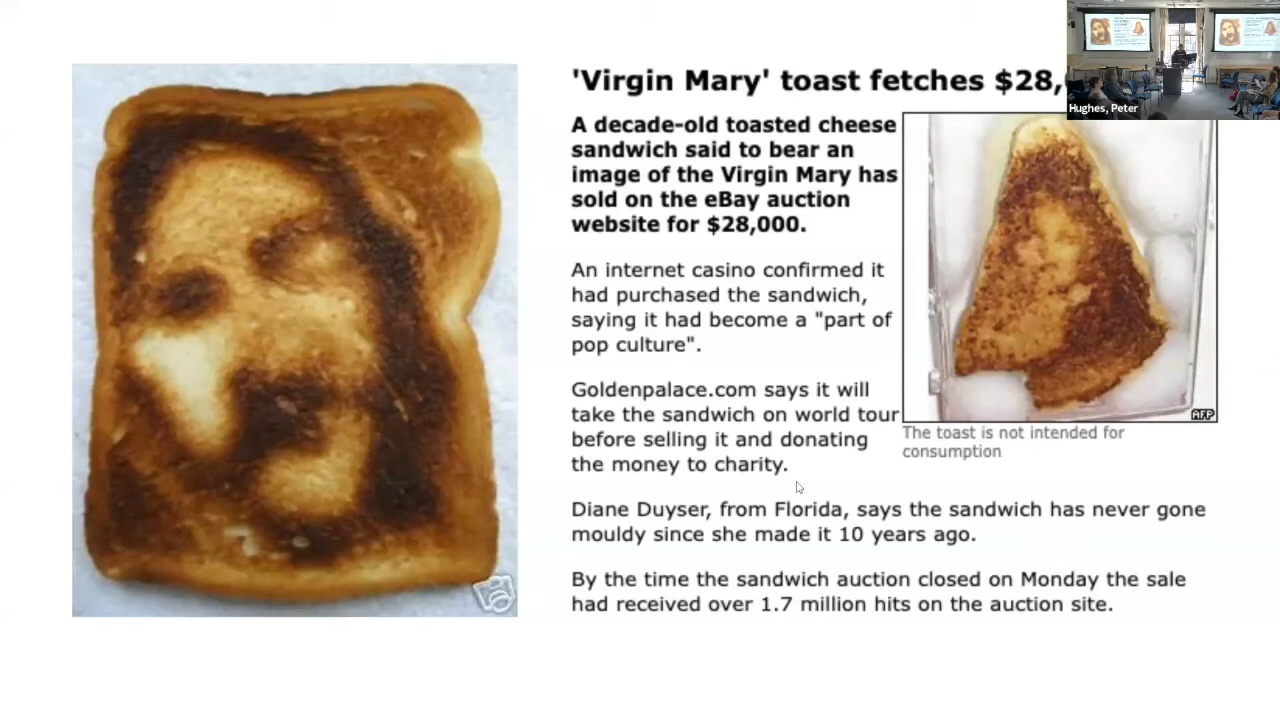 'Virgin Mary' toast fetches $28,
Hughes, Peter
A decade-old toasted cheese
sandwich said to bear an
image of the Virgin Mary has
sold on the eBay auction
website for $28,000.
An internet casino confirmed it
had purchased the sandwich,
saying it had become a "part of
pop culture".
Goldenpalace.com says it will
take the sandwich on world tour
before selling it and donating
the money to charity.
AFP
The toast is not intended for
consumption
Diane Duyser, from Florida, says the sandwich has never gone
mouldy since she made it 10 years ago.
By the time the sandwich auction closed on Monday the sale
had received over 1.7 million hits on the auction site.